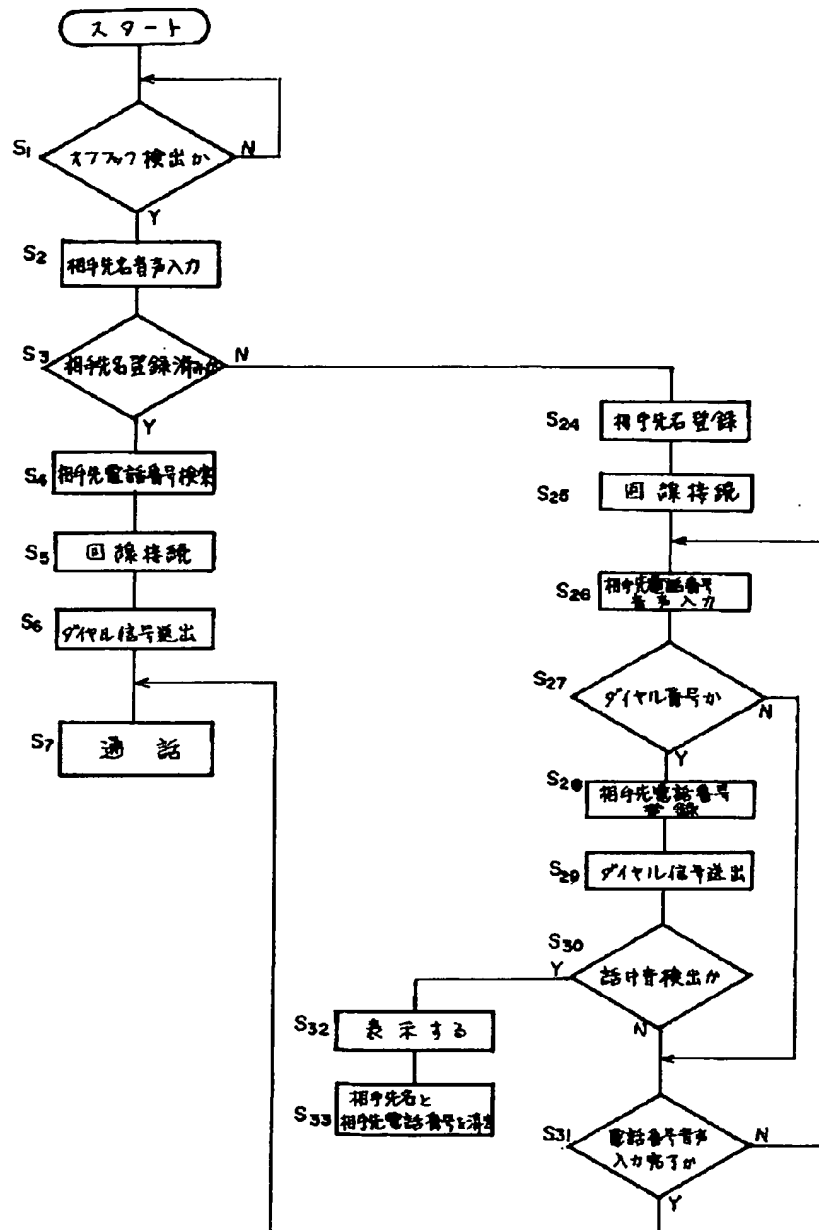 スタート
S1
オフフック検出か
N
Y
S2
相手先名音声入力
S3
相手先名登録済みか
N
Y
S4
相手先電話番号検索
S5
回線接続
S6
ダイヤル信号送出
S7
通話
S24
相手先名登録
S25
回線接続
S26
相手先電話番号
音声入力
S27
ダイヤル番号か
N
Y
S28
相手先電話番号
登録
S29
ダイヤル信号送出
S30
Y
話中音検出か
N
S32
表示する
S33
相手先名と
相手先電話番号を消去
S31
電話番号音声
入力完了か
N
Y